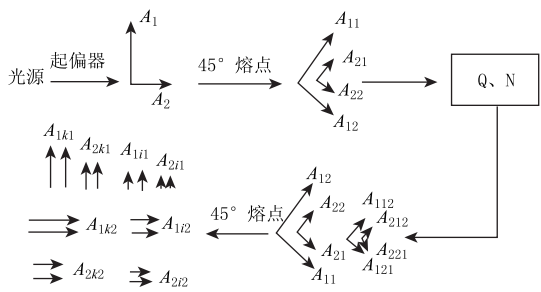 A₁
A₁₁
光源 起偏器 45°熔点 A₂₁ Q、N
A₂ A₂₂
A₁₂
A₁ₖ₁ A₂ₖ₁ A₁ᵢ₁ A₂ᵢ₁
A₁₂ A₂₂ A₁₁₂ A₂₁₂
A₁ₖ₂ A₁ᵢ₂ 45°熔点
A₂₁ A₂₂₁
A₁₁ A₁₂₁
A₂ₖ₂ A₂ᵢ₂